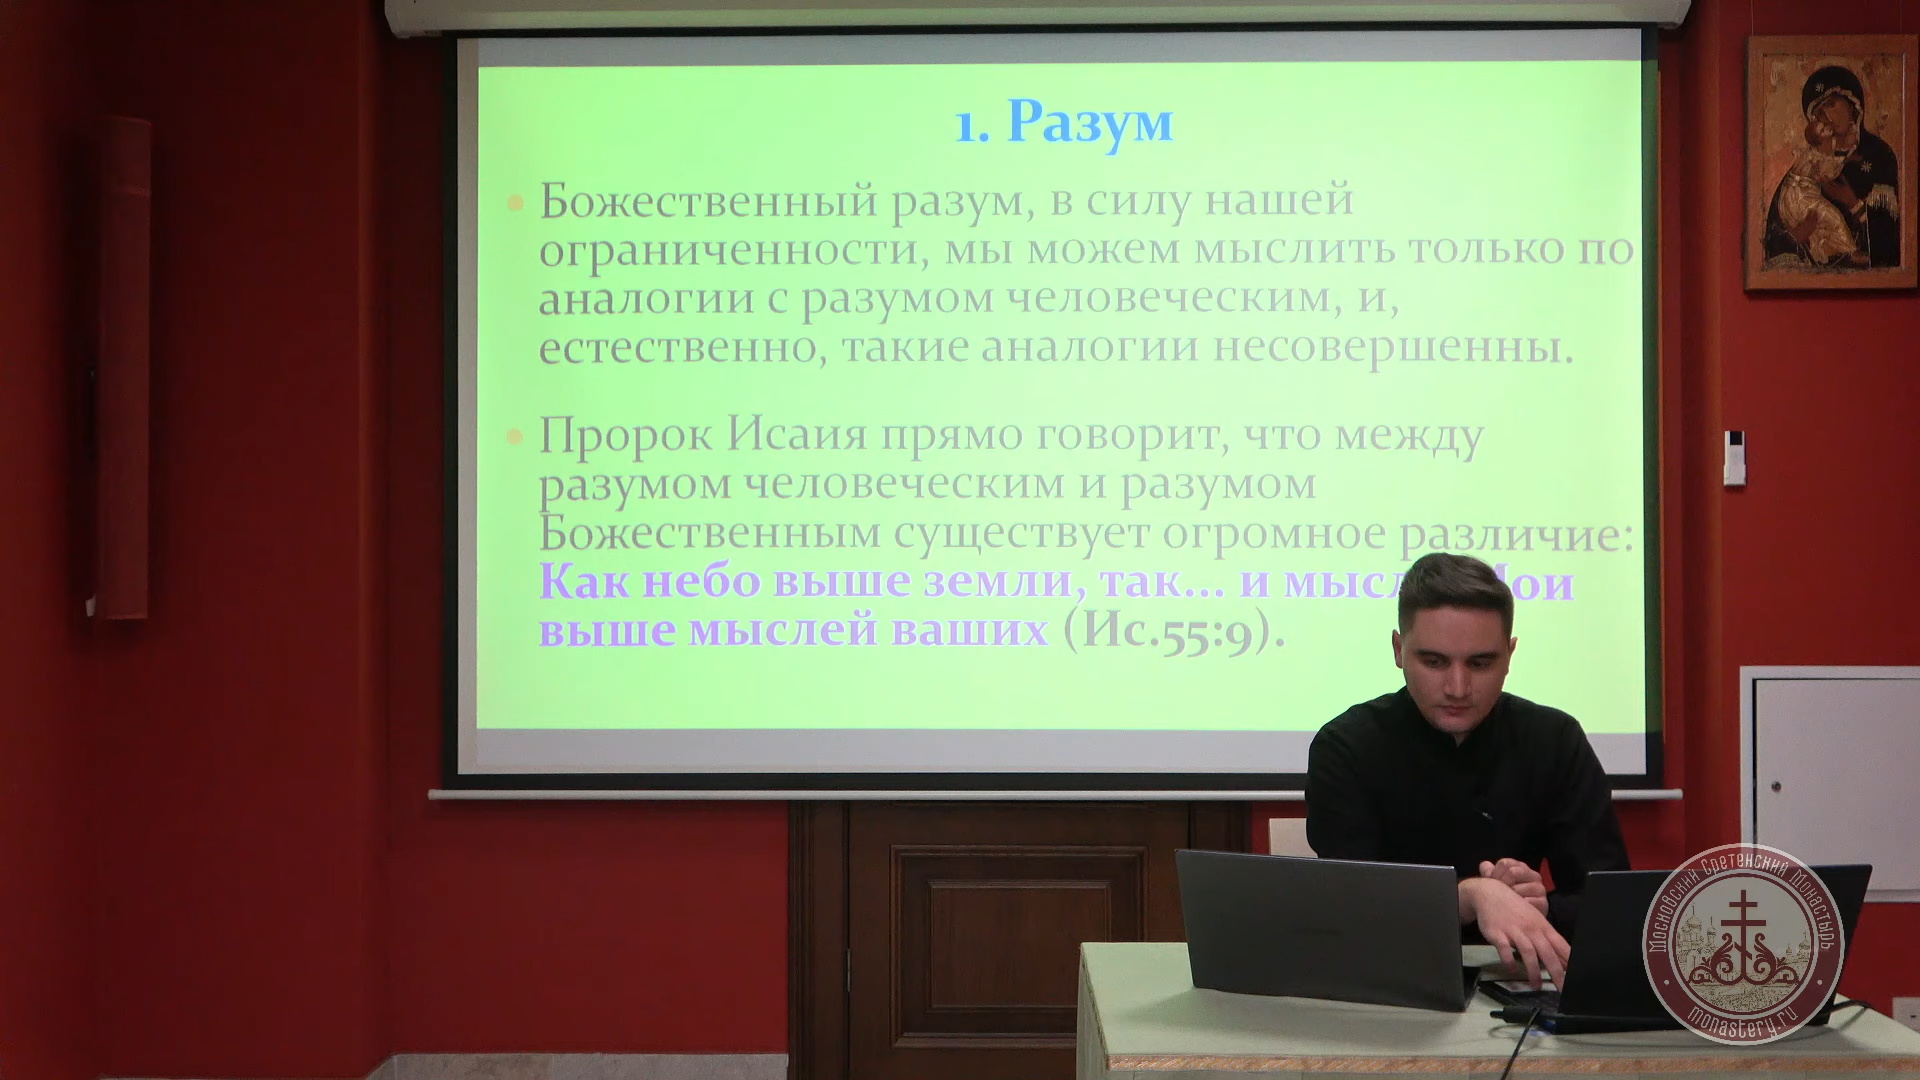 1. Разум
• Божественный разум, в силу нашей
ограниченности, мы можем мыслить только по
аналогии с разумом человеческим, и,
естественно, такие аналогии несовершенны.
• Пророк Исаия прямо говорит, что между
разумом человеческим и разумом
Божественным существует огромное различие:
Как небо выше земли, так... и мысл ои
выше мыслей ваших (Ис.55:9).
Московский Сретенский Монастырь
monastery.ru